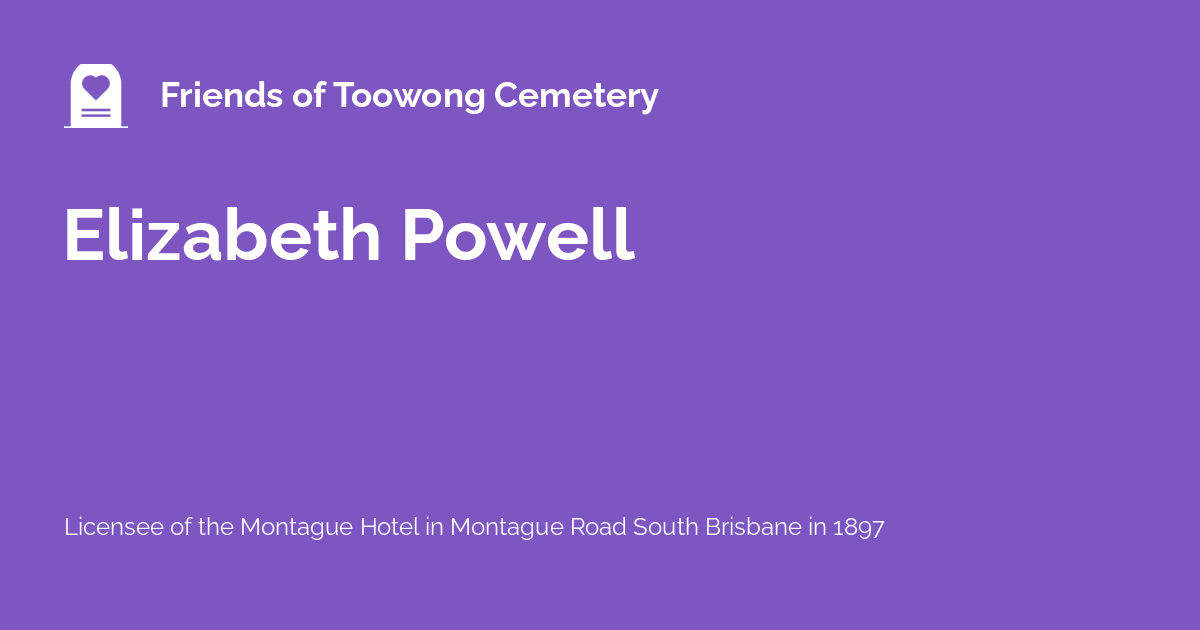 Friends of Toowong Cemetery
Elizabeth Powell
Licensee of the Montague Hotel in Montague Road South Brisbane in 1897